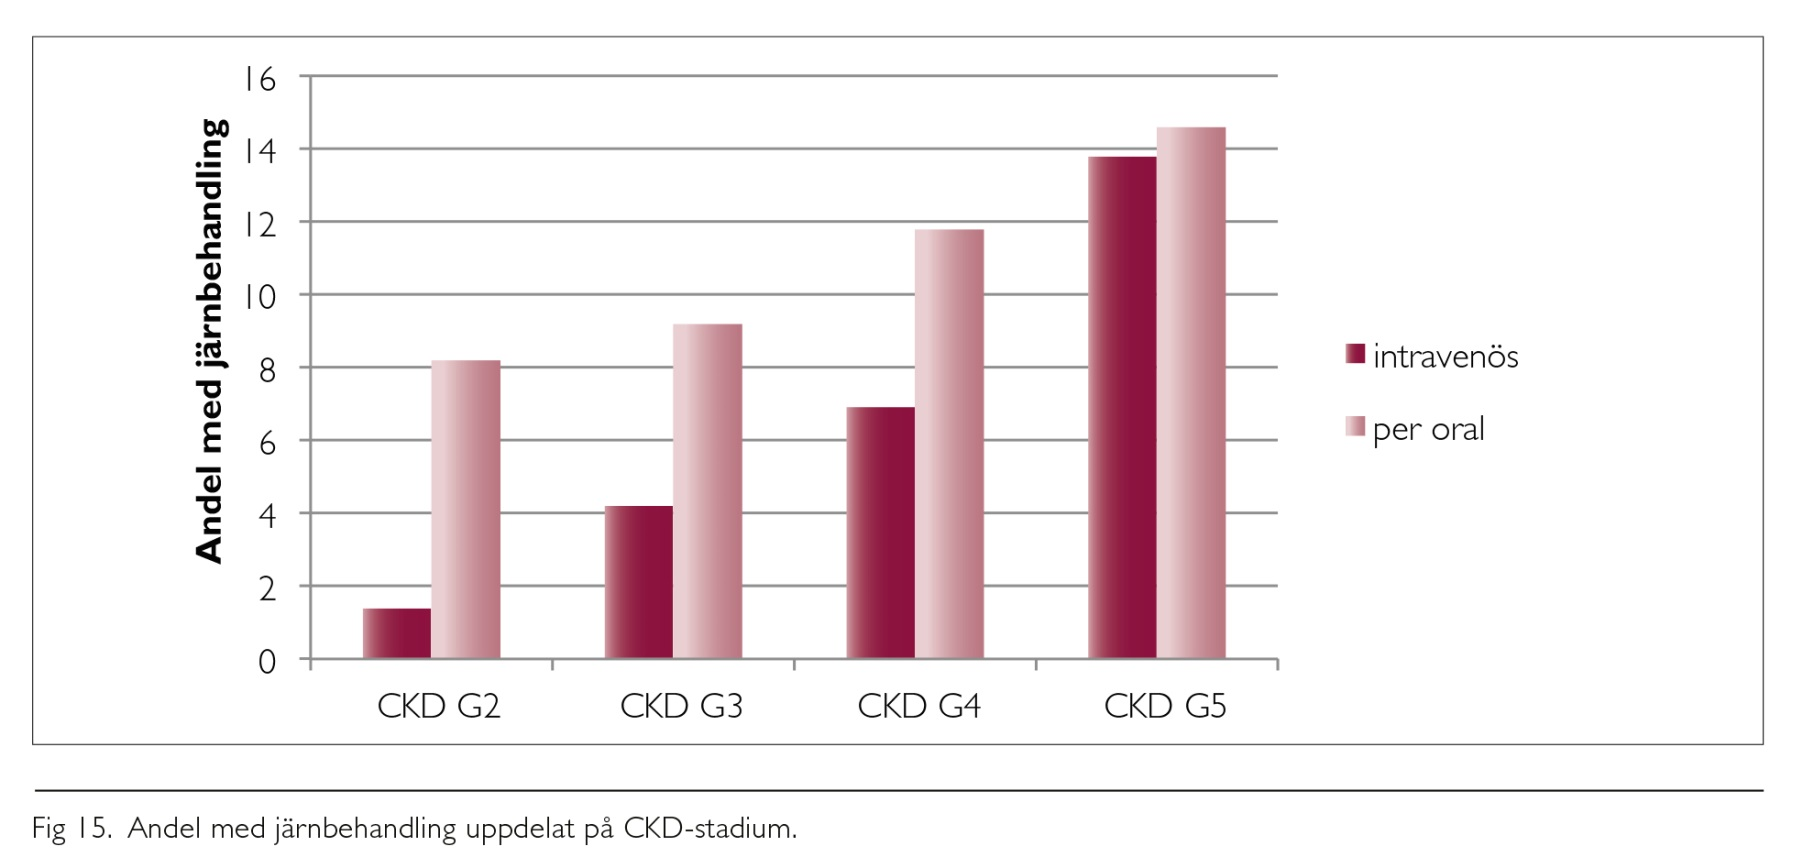 Andel med järnbehandling
16
14
12
10
8
6
4
2
0
CKD G2 CKD G3 CKD G4 CKD G5
intravenös
per oral
Fig 15. Andel med järnbehandling uppdelat på CKD-stadium.